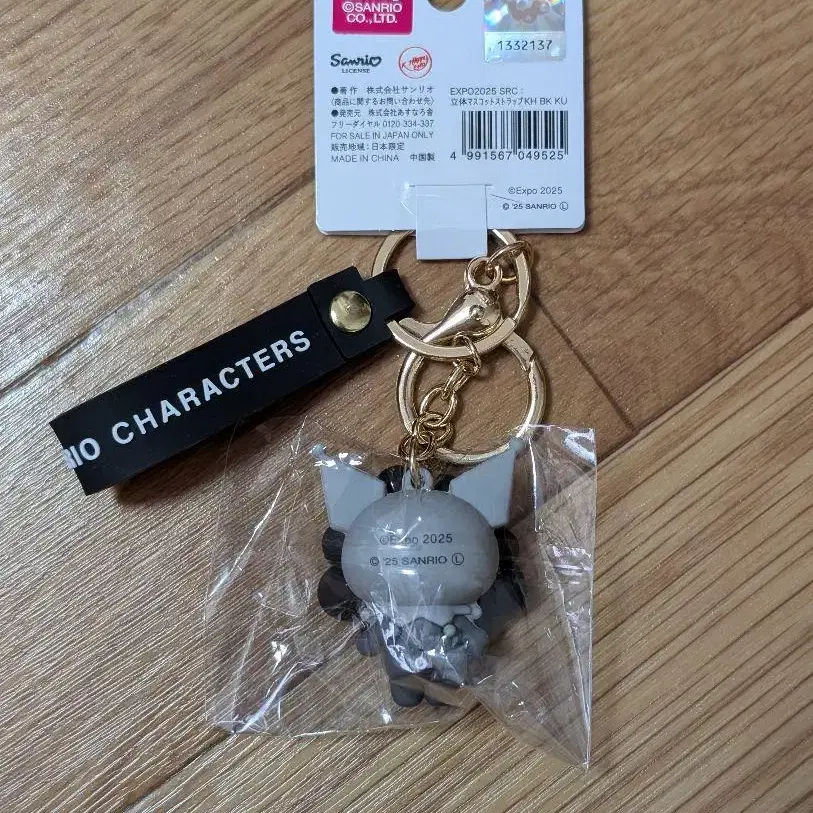 ©SANRIO
CO.,LTD.
1332137
Sanrio
LICENSE
●著作 株式会社サンリオ
(商品に関するお問い合わせ先)
●発売元 株式会社あすなろ舎
フリーダイヤル 0120-334-337
FOR SALE IN JAPAN ONLY
販売地域:日本限定
MADE IN CHINA 中国製
EXPO2025 SRC :
立体マスコットストラップKH BK KU
4 991567 049525
©Expo 2025
© '25 SANRIO Ⓛ
RIO CHARACTERS
©Expo 2025
© '25 SANRIO Ⓛ